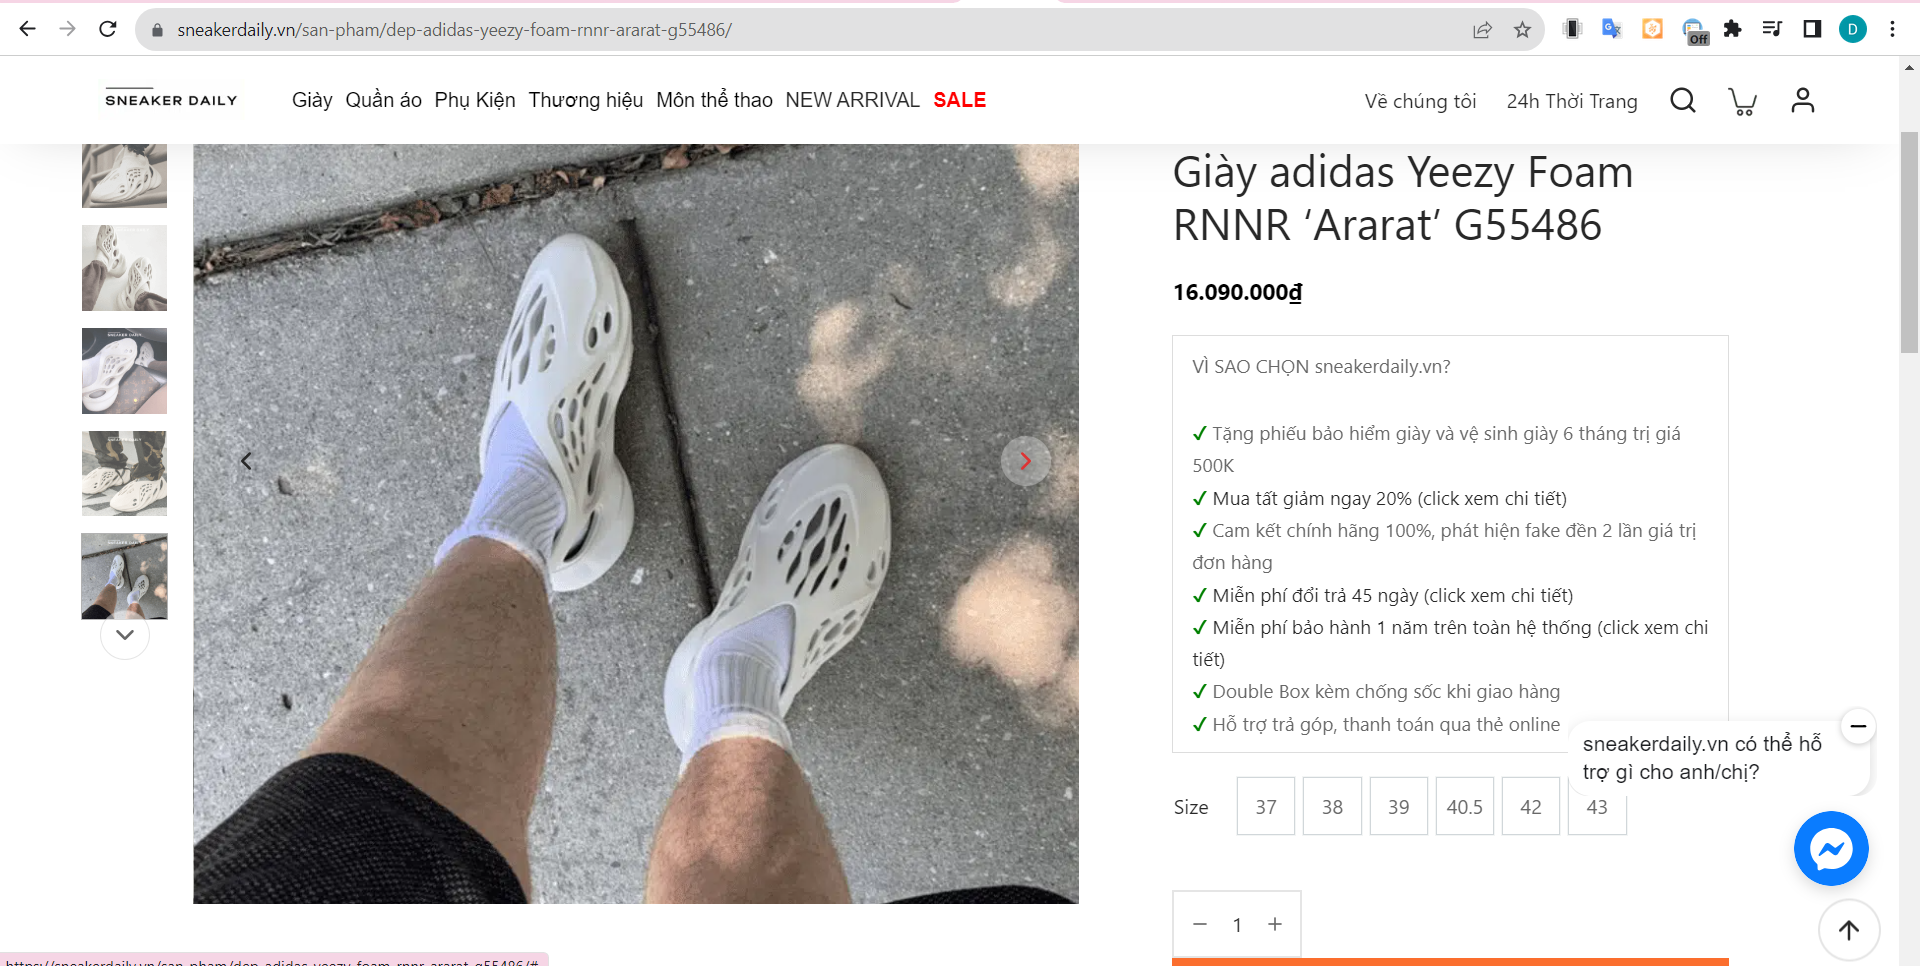 sneakerdaily.vn/san-pham/dep-adidas-yeezy-foam-rnnr-ararat-g55486/
Off
D
SNEAKER DAILY
Giày Quần áo Phụ Kiện Thương hiệu Môn thể thao NEW ARRIVAL SALE
Về chúng tôi 24h Thời Trang
Giày adidas Yeezy Foam
RNNR ‘Ararat’ G55486
16.090.000₫
VÌ SAO CHỌN sneakerdaily.vn?
✓ Tặng phiếu bảo hiểm giày và vệ sinh giày 6 tháng trị giá
500K
✓ Mua tất giảm ngay 20% (click xem chi tiết)
✓ Cam kết chính hãng 100%, phát hiện fake đền 2 lần giá trị
đơn hàng
✓ Miễn phí đổi trả 45 ngày (click xem chi tiết)
✓ Miễn phí bảo hành 1 năm trên toàn hệ thống (click xem chi
tiết)
✓ Double Box kèm chống sốc khi giao hàng
✓ Hỗ trợ trả góp, thanh toán qua thẻ online
sneakerdaily.vn có thể hỗ
trợ gì cho anh/chị?
Size 37 38 39 40.5 42 43
− 1 +
https://sneakerdaily.vn/san-pham/dep-adidas-yeezy-foam-rnnr-ararat-g55486/#